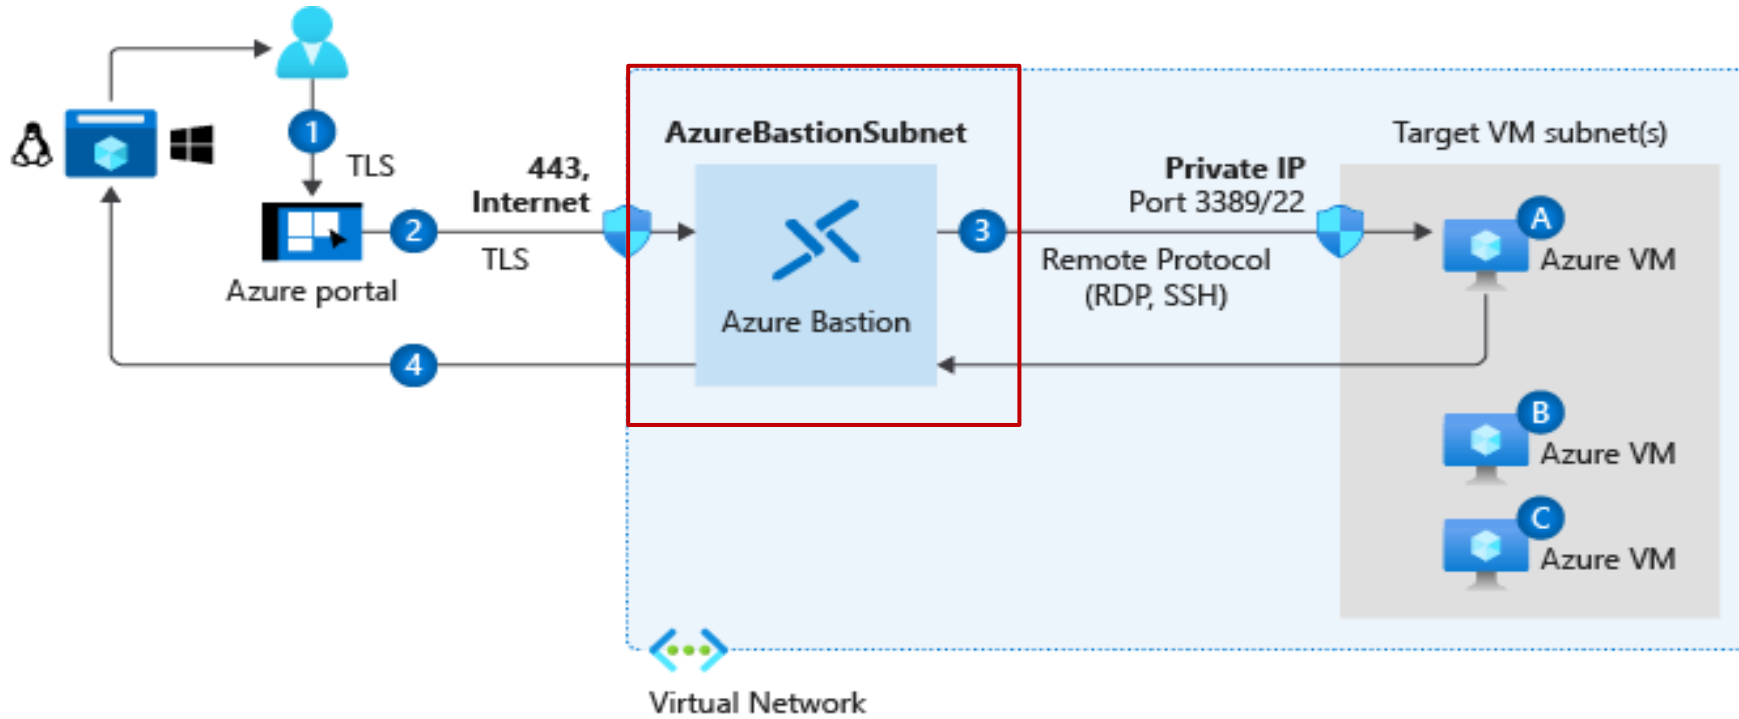 1
TLS
Azure portal
2
443,
Internet
TLS
AzureBastionSubnet
Azure Bastion
3
Private IP
Port 3389/22
Remote Protocol
(RDP, SSH)
Target VM subnet(s)
A
Azure VM
B
Azure VM
C
Azure VM
4
Virtual Network